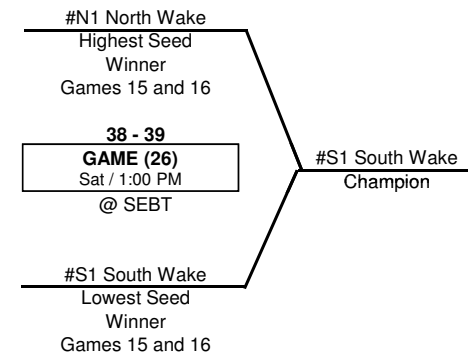 #N1 North Wake
Highest Seed
Winner
Games 15 and 16
38 - 39
GAME (26)
Sat / 1:00 PM
@ SEBT
#S1 South Wake
Champion
#S1 South Wake
Lowest Seed
Winner
Games 15 and 16